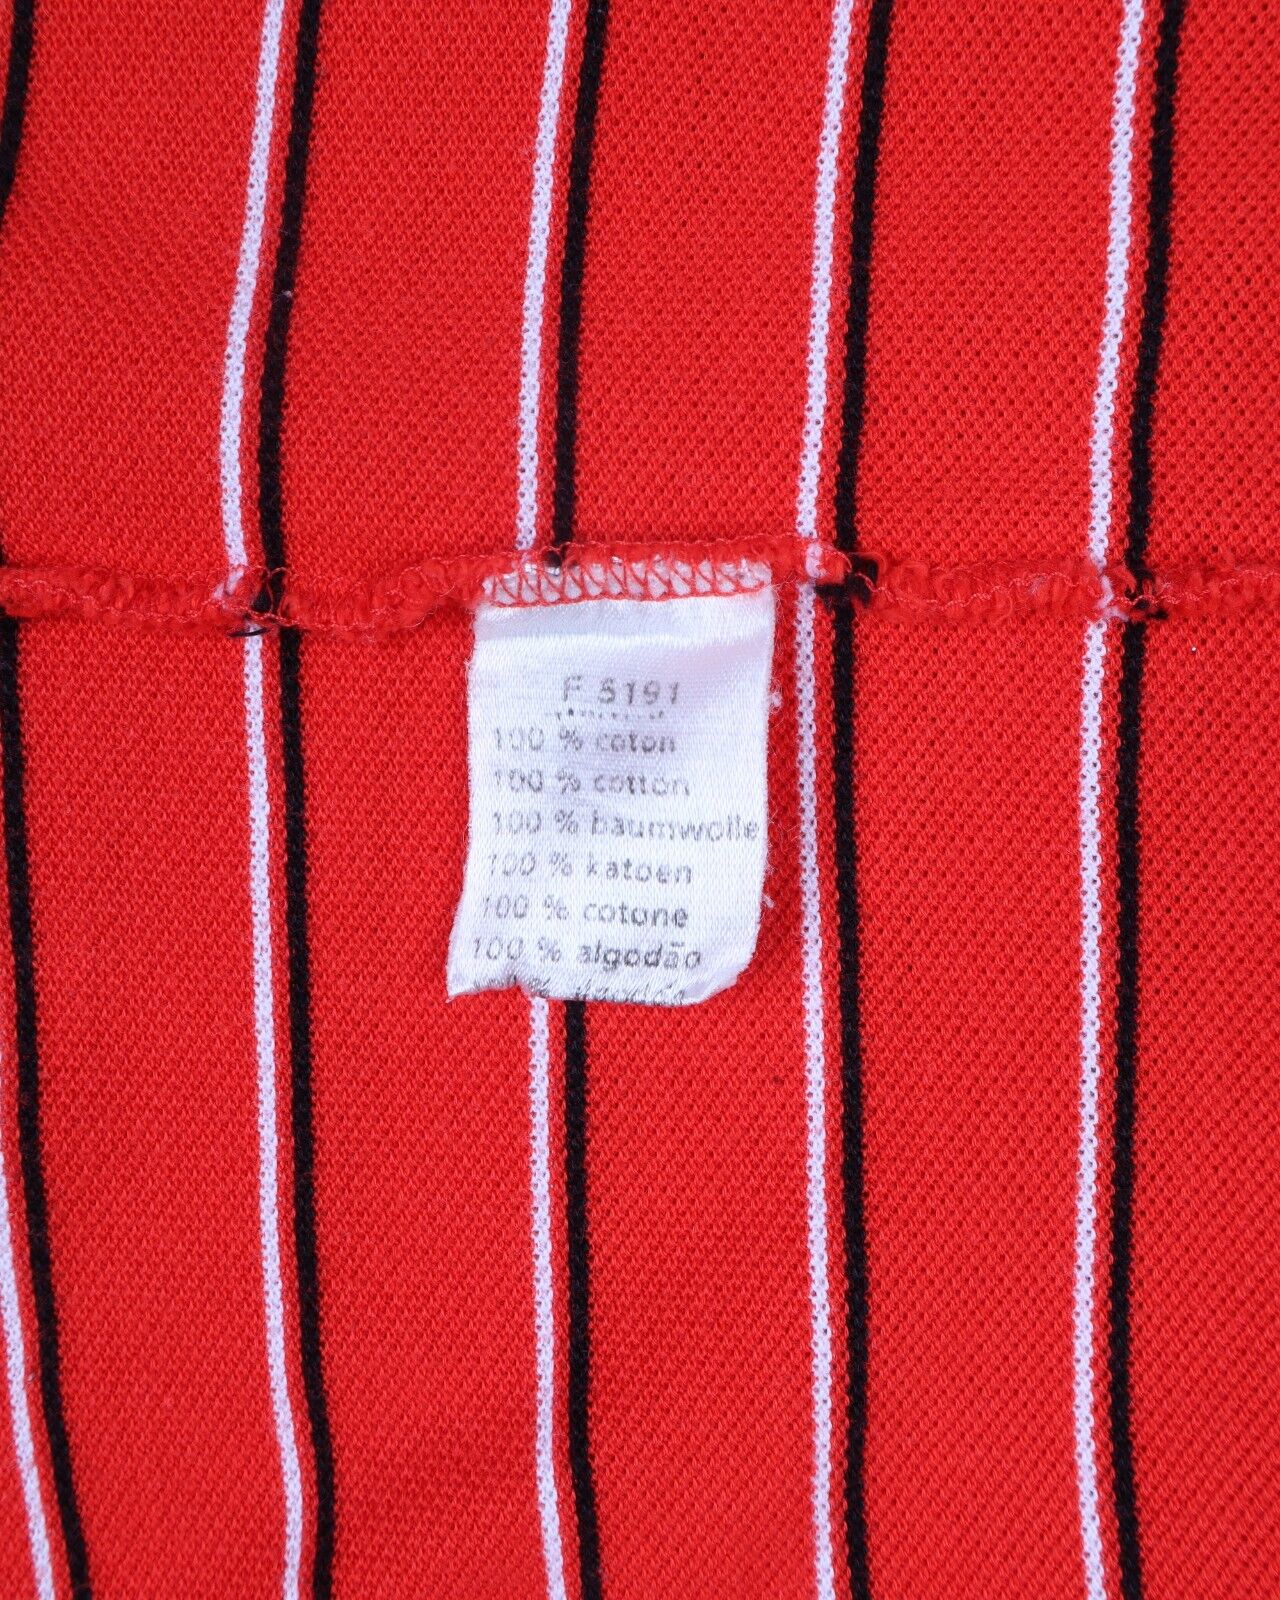 F 5191
100 % coton
100 % cotton
100 % baumwolle
100 % katoen
100 % cotone
100 % algodão